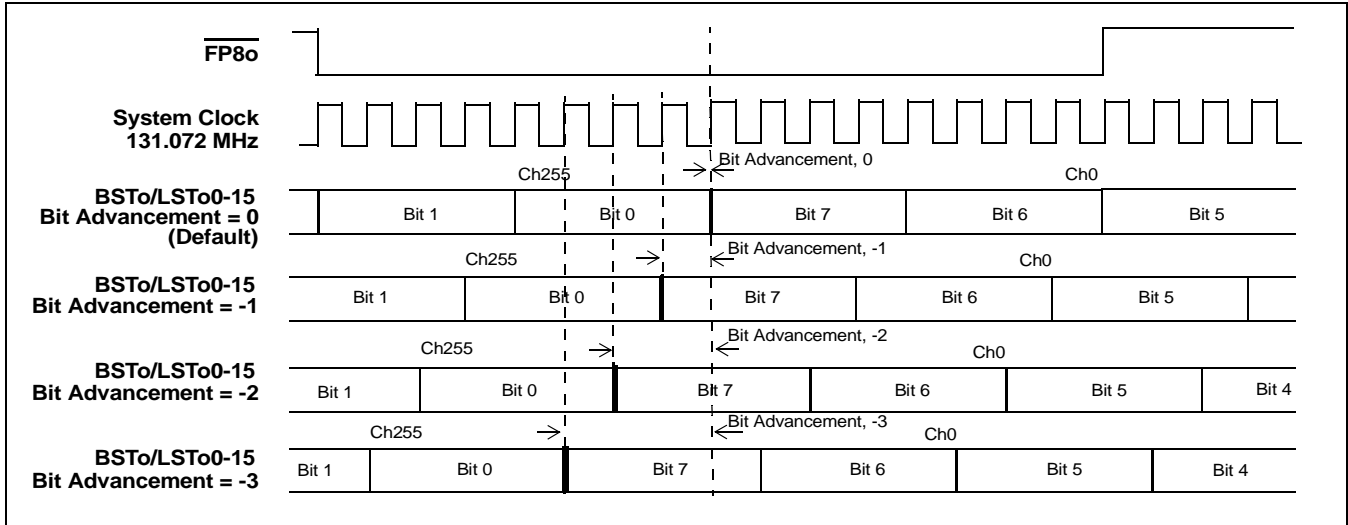 FP8o
System Clock
131.072 MHz
Bit Advancement, 0
Ch255
Ch0
BSTo/LSTo0-15
Bit Advancement = 0
(Default)
Bit 1
Bit 0
Bit 7
Bit 6
Bit 5
Bit Advancement, -1
Ch255
Ch0
BSTo/LSTo0-15
Bit Advancement = -1
Bit 1
Bit 0
Bit 7
Bit 6
Bit 5
Bit Advancement, -2
Ch255
Ch0
BSTo/LSTo0-15
Bit Advancement = -2
Bit 1
Bit 0
Bit 7
Bit 6
Bit 5
Bit 4
Bit Advancement, -3
Ch255
Ch0
BSTo/LSTo0-15
Bit Advancement = -3
Bit 1
Bit 0
Bit 7
Bit 6
Bit 5
Bit 4